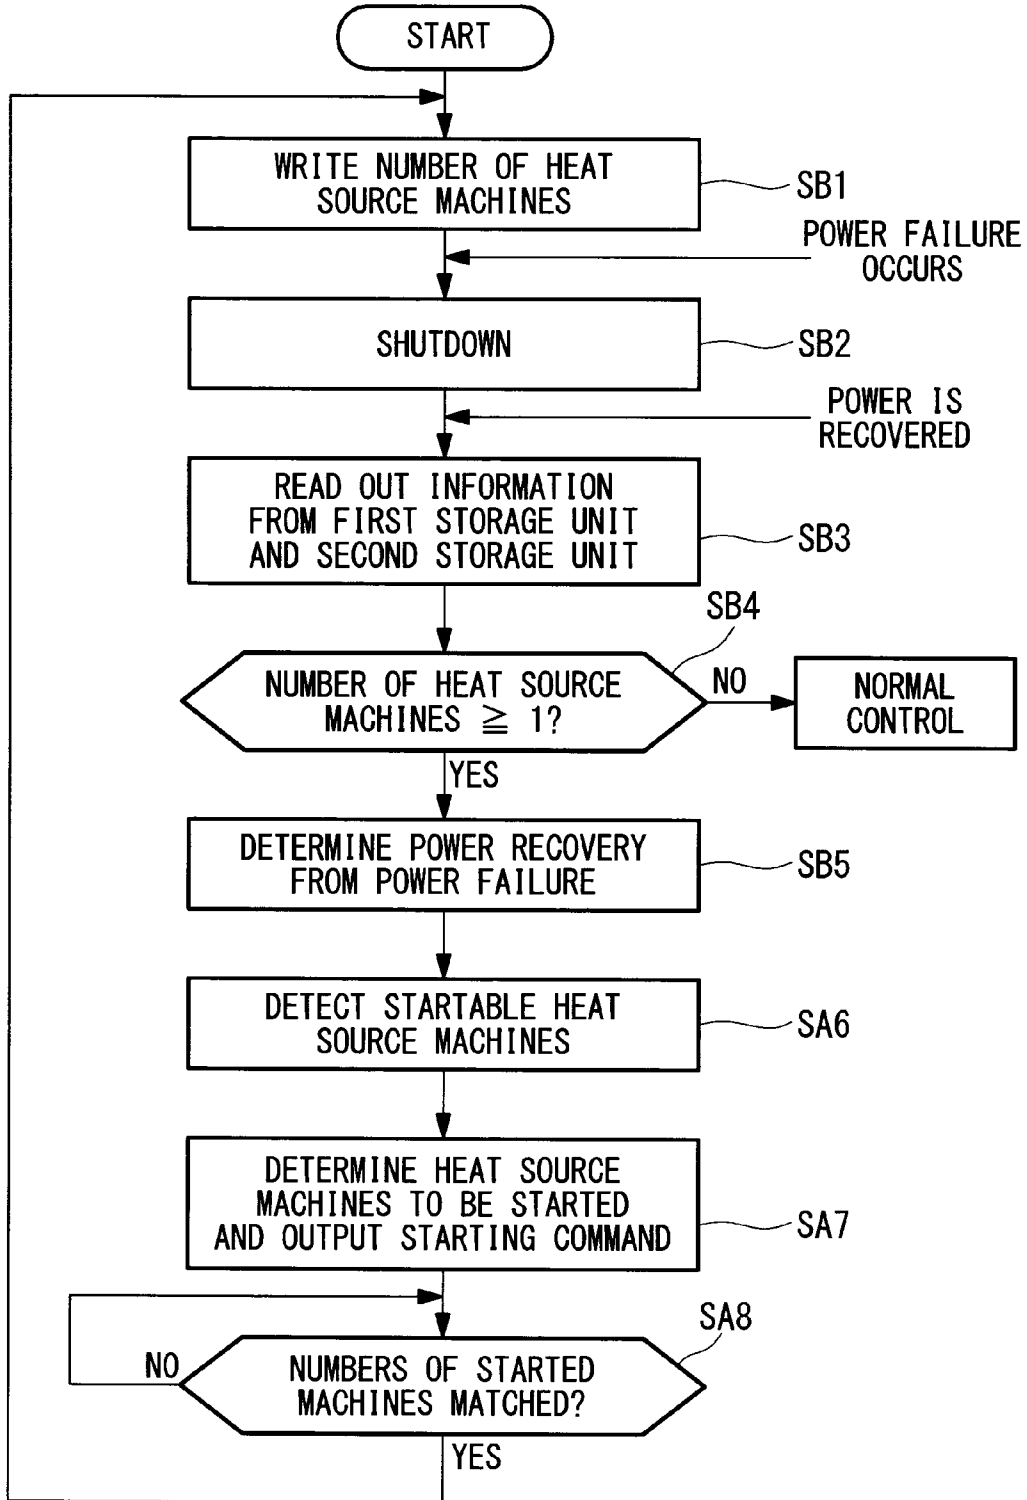 START
WRITE NUMBER OF HEAT
SOURCE MACHINES
SB1
POWER FAILURE
OCCURS
SHUTDOWN
SB2
POWER IS
RECOVERED
READ OUT INFORMATION
FROM FIRST STORAGE UNIT
AND SECOND STORAGE UNIT
SB3
SB4
NUMBER OF HEAT SOURCE
MACHINES ≧ 1?
NO
NORMAL
CONTROL
YES
DETERMINE POWER RECOVERY
FROM POWER FAILURE
SB5
DETECT STARTABLE HEAT
SOURCE MACHINES
SA6
DETERMINE HEAT SOURCE
MACHINES TO BE STARTED
AND OUTPUT STARTING COMMAND
SA7
SA8
NO
NUMBERS OF STARTED
MACHINES MATCHED?
YES